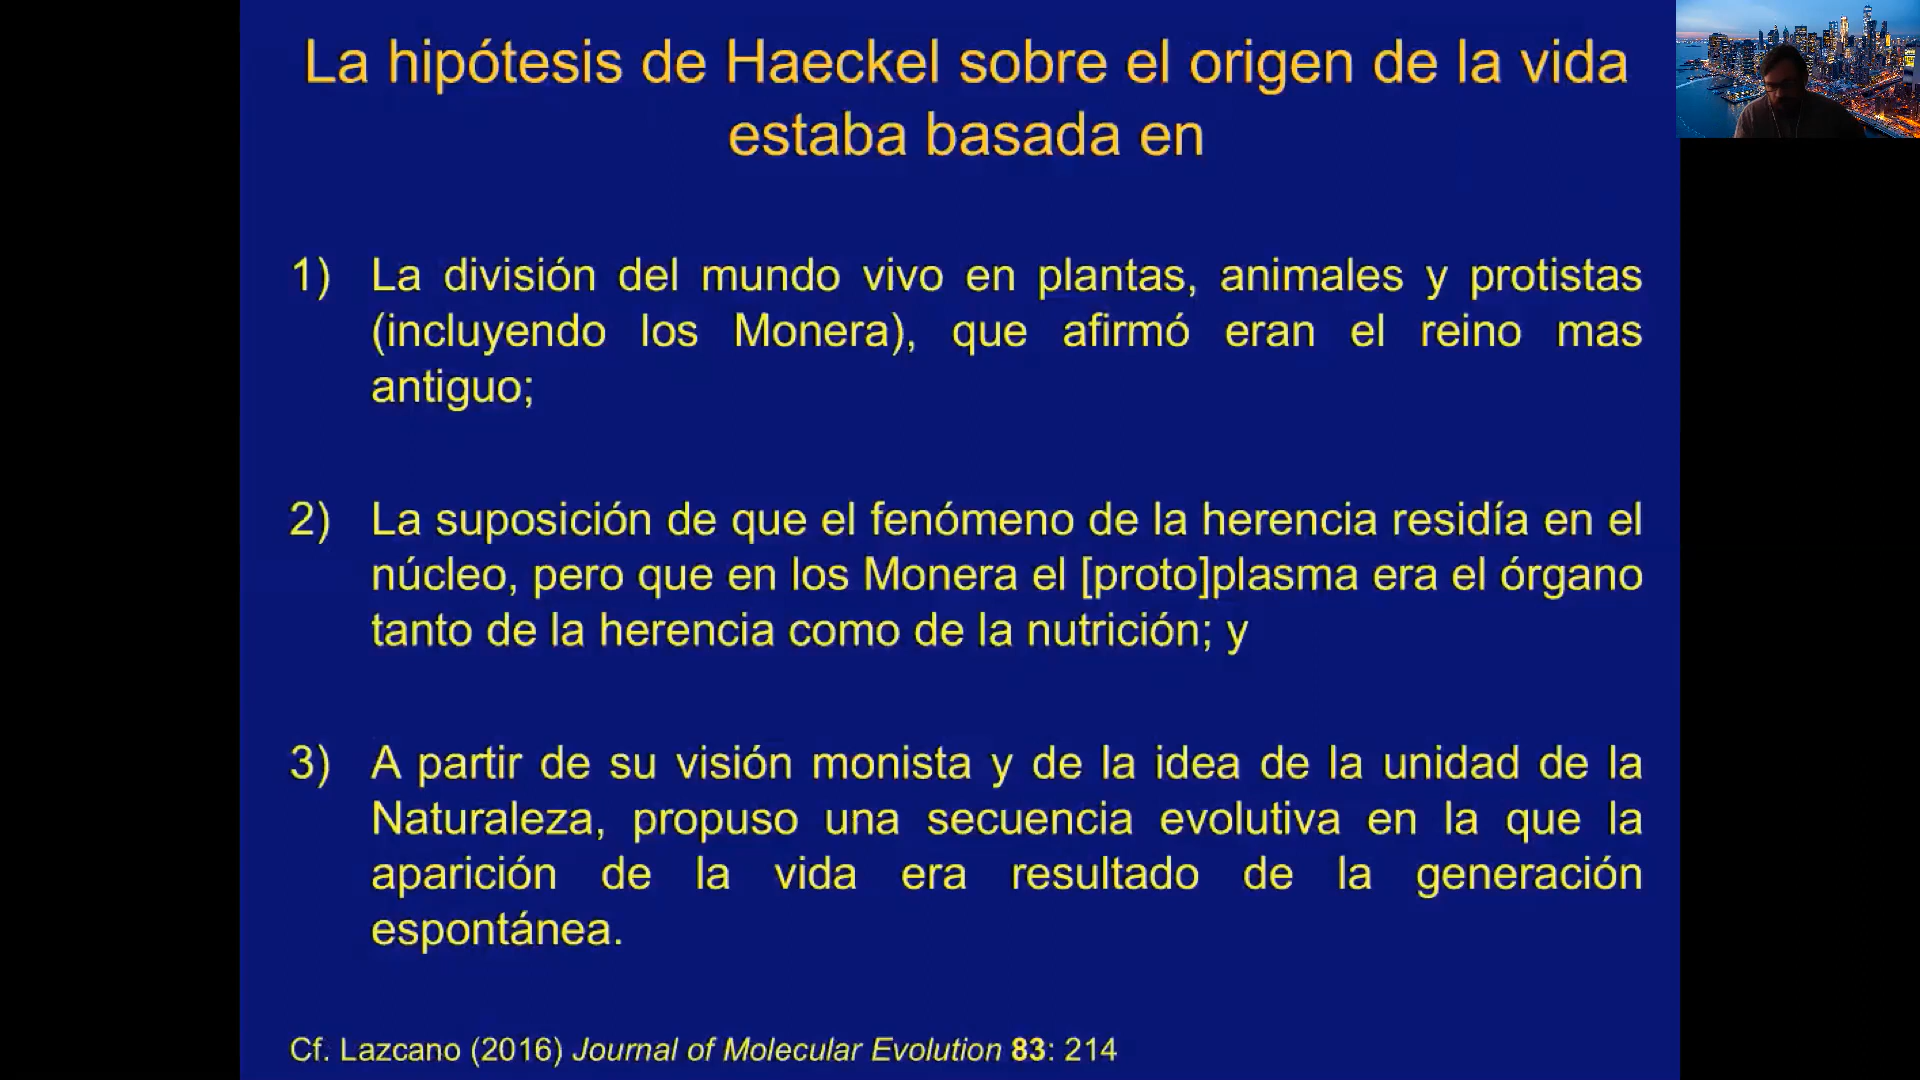 La hipótesis de Haeckel sobre el origen de la vida
estaba basada en
1) La división del mundo vivo en plantas, animales y protistas
(incluyendo los Monera), que afirmó eran el reino mas
antiguo;
2) La suposición de que el fenómeno de la herencia residía en el
núcleo, pero que en los Monera el [proto]plasma era el órgano
tanto de la herencia como de la nutrición; y
3) A partir de su visión monista y de la idea de la unidad de la
Naturaleza, propuso una secuencia evolutiva en la que la
aparición de la vida era resultado de la generación
espontánea.
Cf. Lazcano (2016) Journal of Molecular Evolution 83: 214